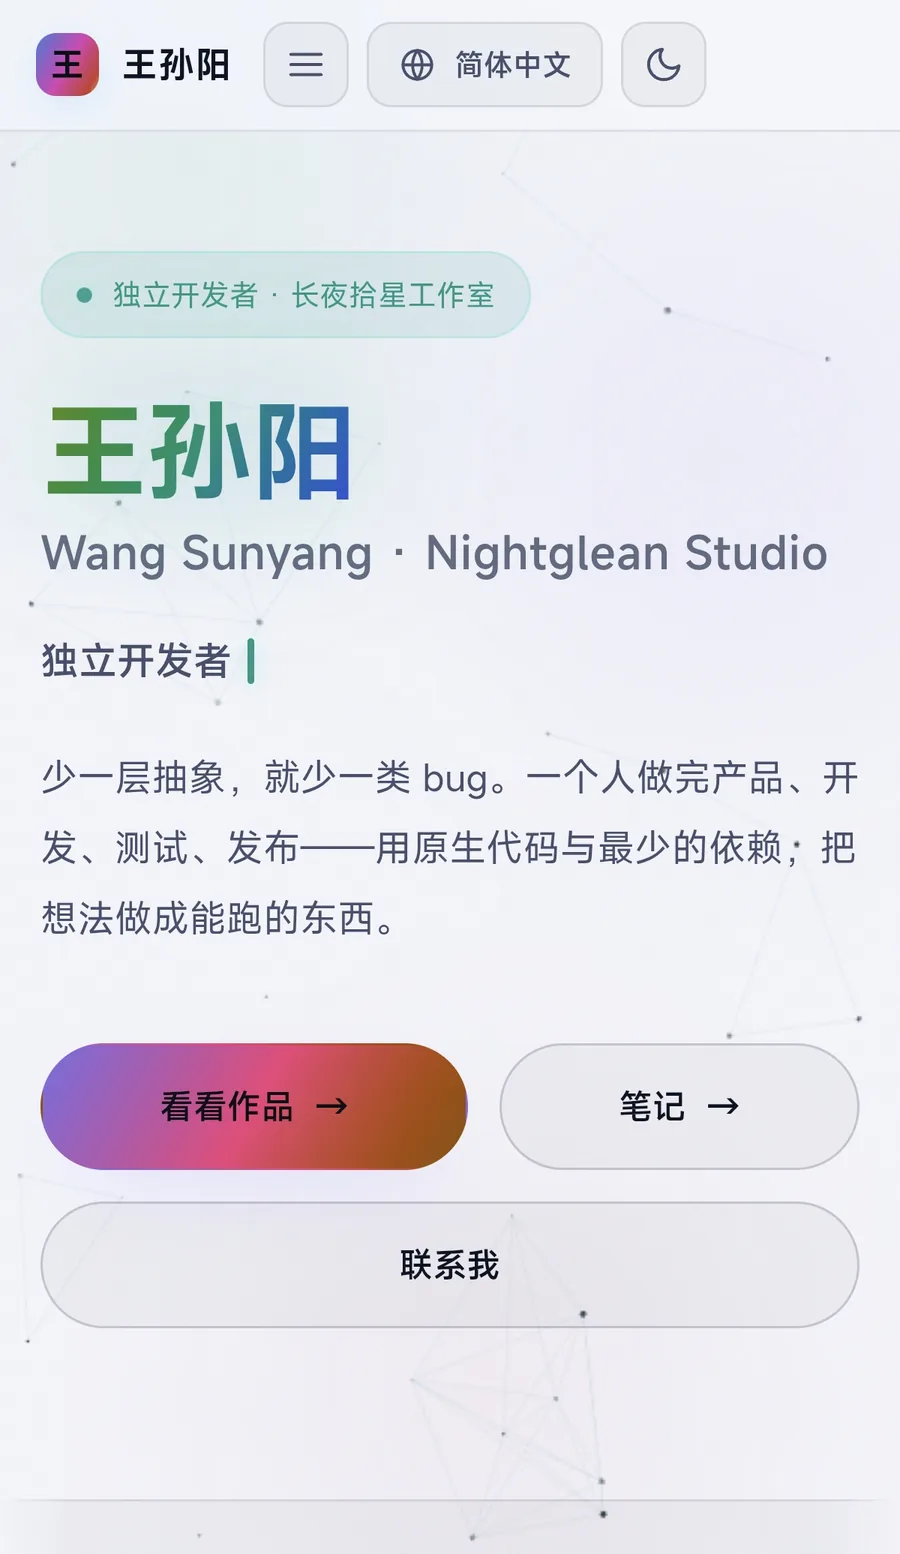 王 王孙阳 简体中文
独立开发者 · 长夜拾星工作室
王孙阳
Wang Sunyang · Nightglean Studio
独立开发者
少一层抽象，就少一类 bug。一个人做完产品、开
发、测试、发布——用原生代码与最少的依赖，把
想法做成能跑的东西。
看看作品 → 笔记 →
联系我